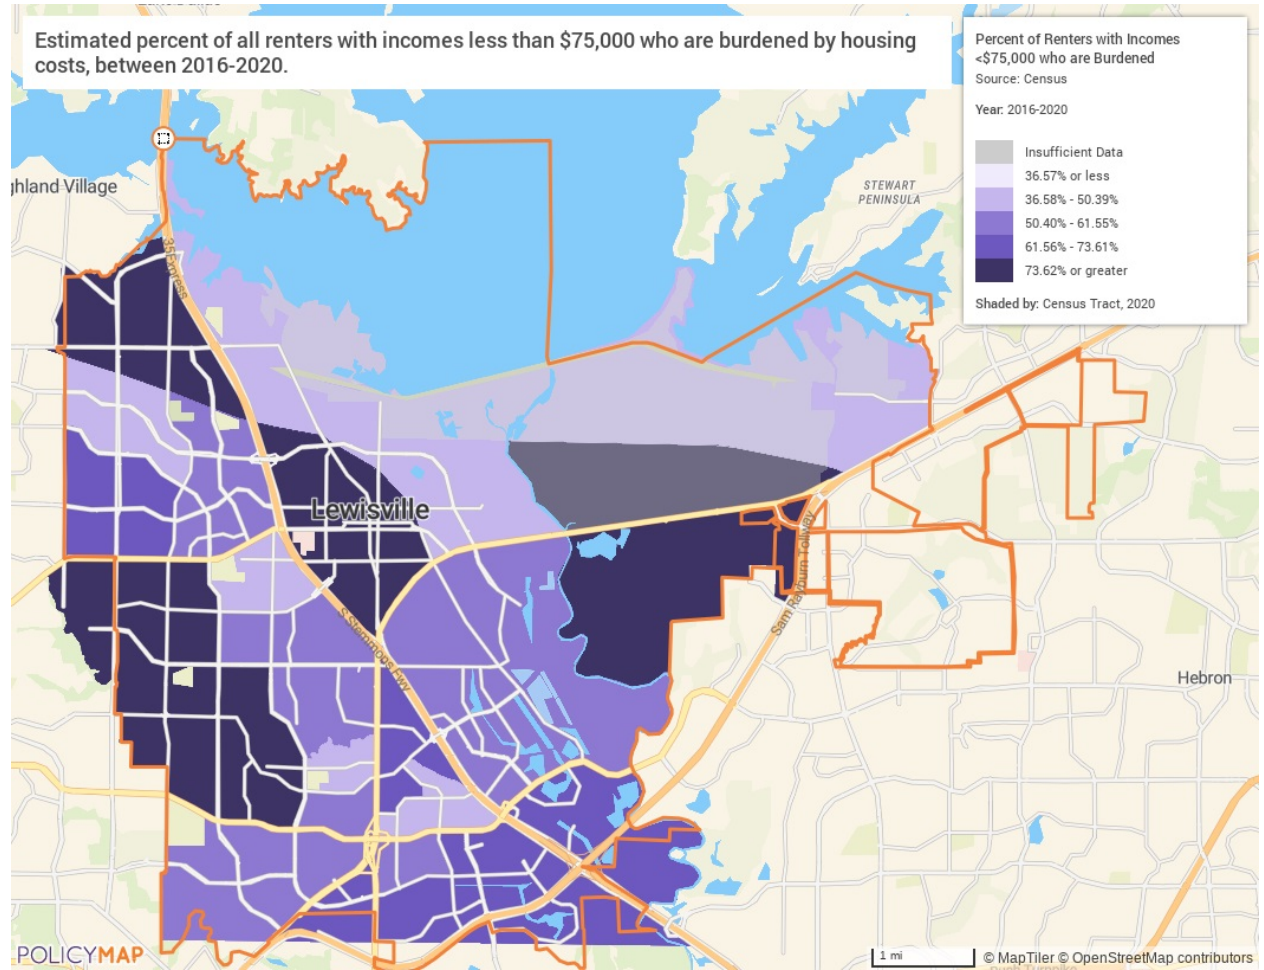 Estimated percent of all renters with incomes less than $75,000 who are burdened by housing
costs, between 2016-2020.
Percent of Renters with Incomes
<$75,000 who are Burdened
Source: Census
Year: 2016-2020
Insufficient Data
36.57% or less
36.58% - 50.39%
50.40% - 61.55%
61.56% - 73.61%
73.62% or greater
Shaded by: Census Tract, 2020
ghland Village
STEWART
PENINSULA
35Express
Lewisville
S Stemmons Fwy
Sam Rayburn Tollway
Hebron
POLICYMAP
1 mi
© MapTiler © OpenStreetMap contributors